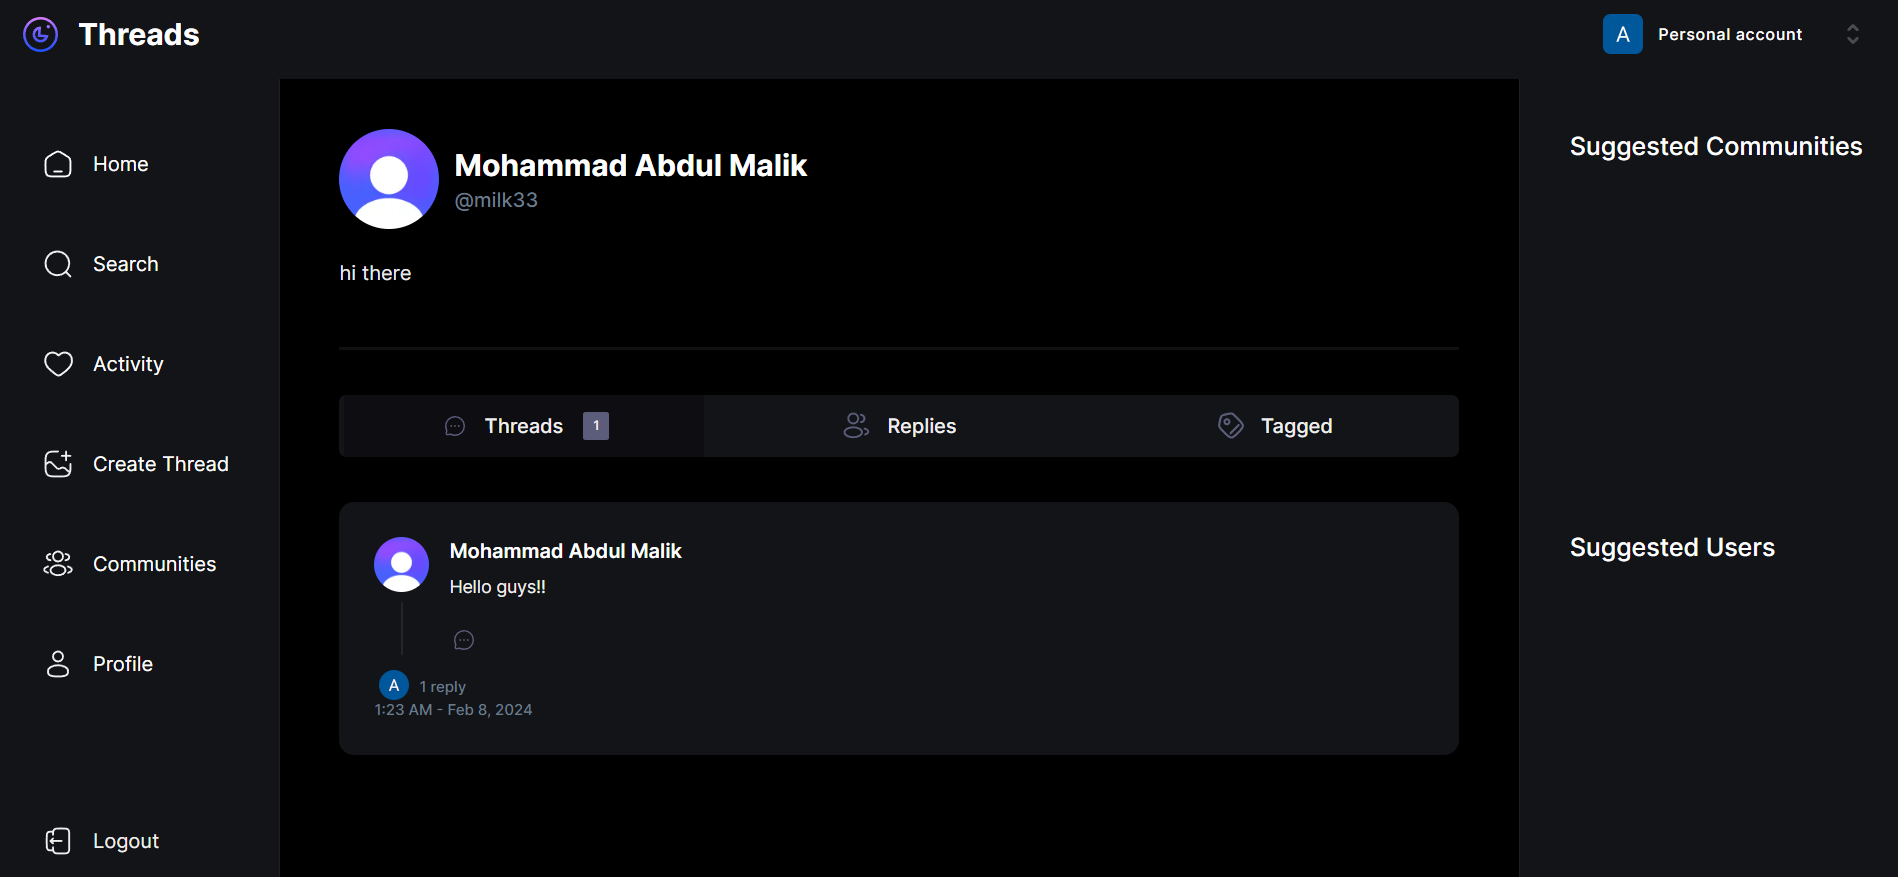 Threads
A Personal account
Home
Search
Activity
Create Thread
Communities
Profile
Logout
Mohammad Abdul Malik
@milk33
hi there
Threads 1 Replies Tagged
Mohammad Abdul Malik
Hello guys!!
A 1 reply
1:23 AM - Feb 8, 2024
Suggested Communities
Suggested Users